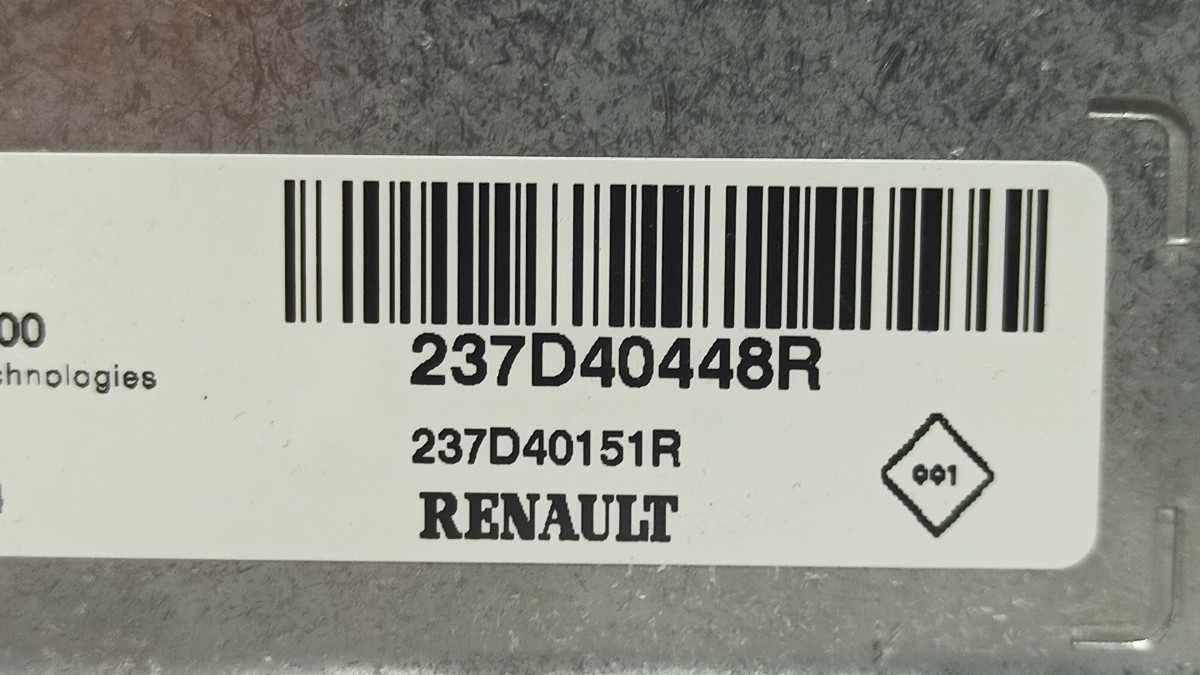 00
chnologies
237D40448R
237D40151R
RENAULT
001